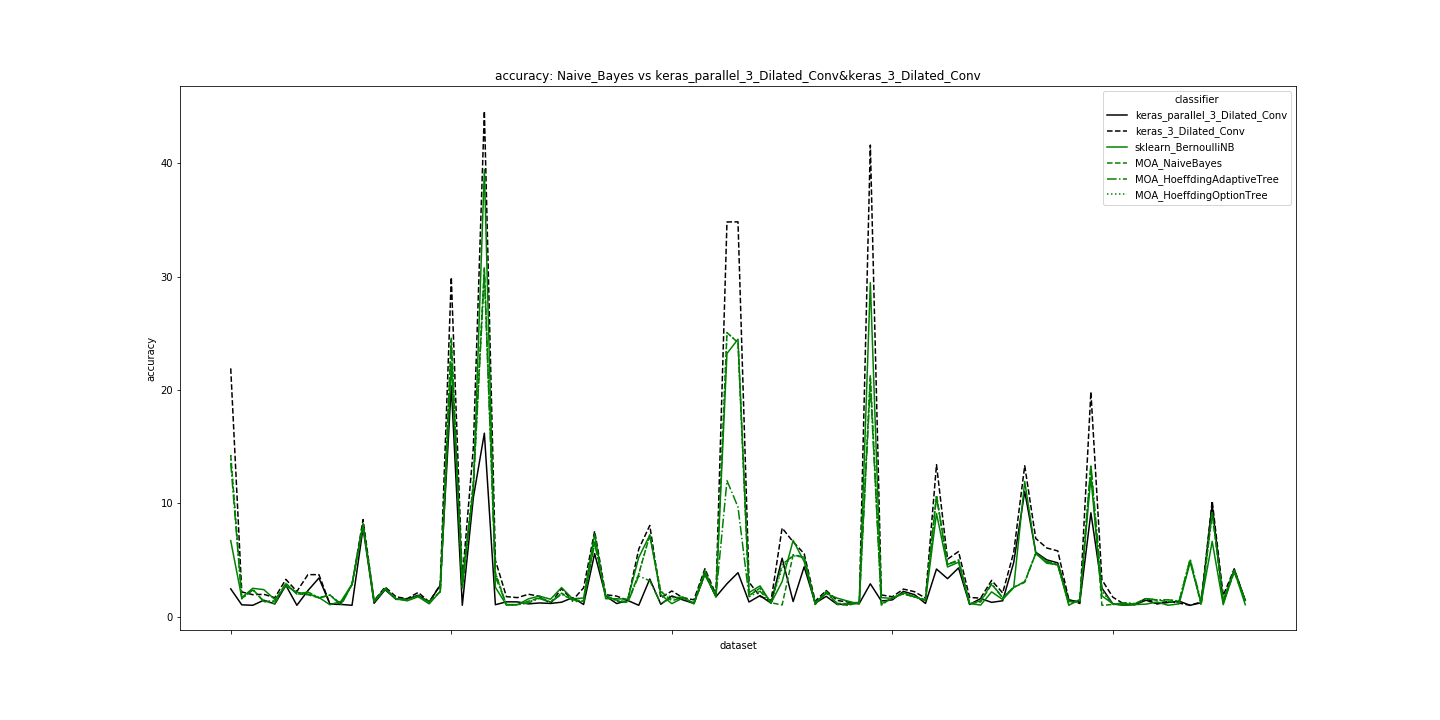 accuracy: Naive_Bayes vs keras_parallel_3_Dilated_Conv&keras_3_Dilated_Conv
classifier
keras_parallel_3_Dilated_Conv
keras_3_Dilated_Conv
sklearn_BernoulliNB
MOA_NaiveBayes
MOA_HoeffdingAdaptiveTree
MOA_HoeffdingOptionTree
40
30
20
10
0
accuracy
dataset